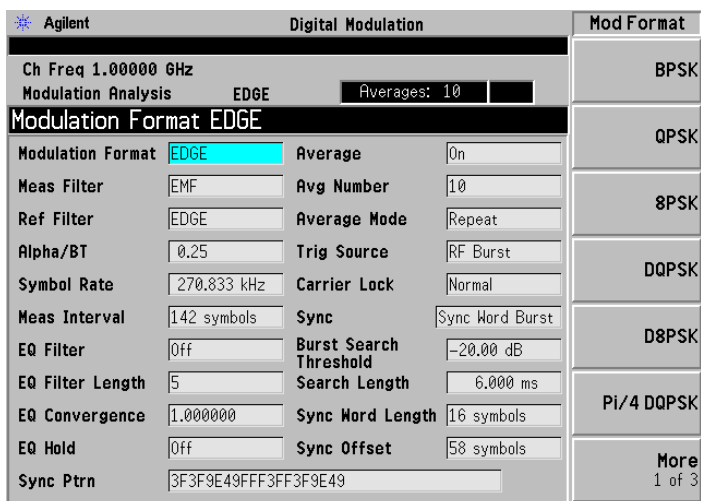 Agilent Digital Modulation Mod Format
Ch Freq 1.00000 GHz
Modulation Analysis EDGE Averages: 10
Modulation Format EDGE
Modulation Format EDGE Average On
Meas Filter EMF Avg Number 10
Ref Filter EDGE Average Mode Repeat
Alpha/BT 0.25 Trig Source RF Burst
Symbol Rate 270.833 kHz Carrier Lock Normal
Meas Interval 142 symbols Sync Sync Word Burst
EQ Filter Off Burst Search Threshold -20.00 dB
EQ Filter Length 5 Search Length 6.000 ms
EQ Convergence 1.000000 Sync Word Length 16 symbols
EQ Hold Off Sync Offset 58 symbols
Sync Ptrn 3F3F9E49FFF3FF3F9E49
BPSK
QPSK
8PSK
DQPSK
D8PSK
Pi/4 DQPSK
More
1 of 3